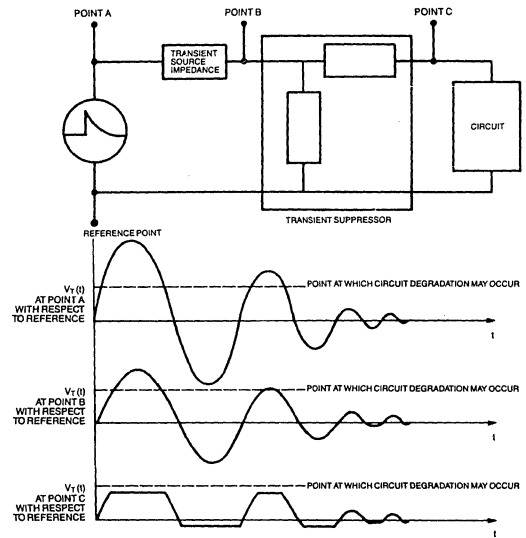 POINT A
POINT B
POINT C
TRANSIENT
SOURCE
IMPEDANCE
CIRCUIT
TRANSIENT SUPPRESSOR
REFERENCE POINT
VT (t)
AT POINT A
WITH RESPECT
TO REFERENCE
POINT AT WHICH CIRCUIT DEGRADATION MAY OCCUR
t
VT (t)
AT POINT B
WITH RESPECT
TO REFERENCE
POINT AT WHICH CIRCUIT DEGRADATION MAY OCCUR
t
VT (t)
AT POINT C
WITH RESPECT
TO REFERENCE
POINT AT WHICH CIRCUIT DEGRADATION MAY OCCUR
t